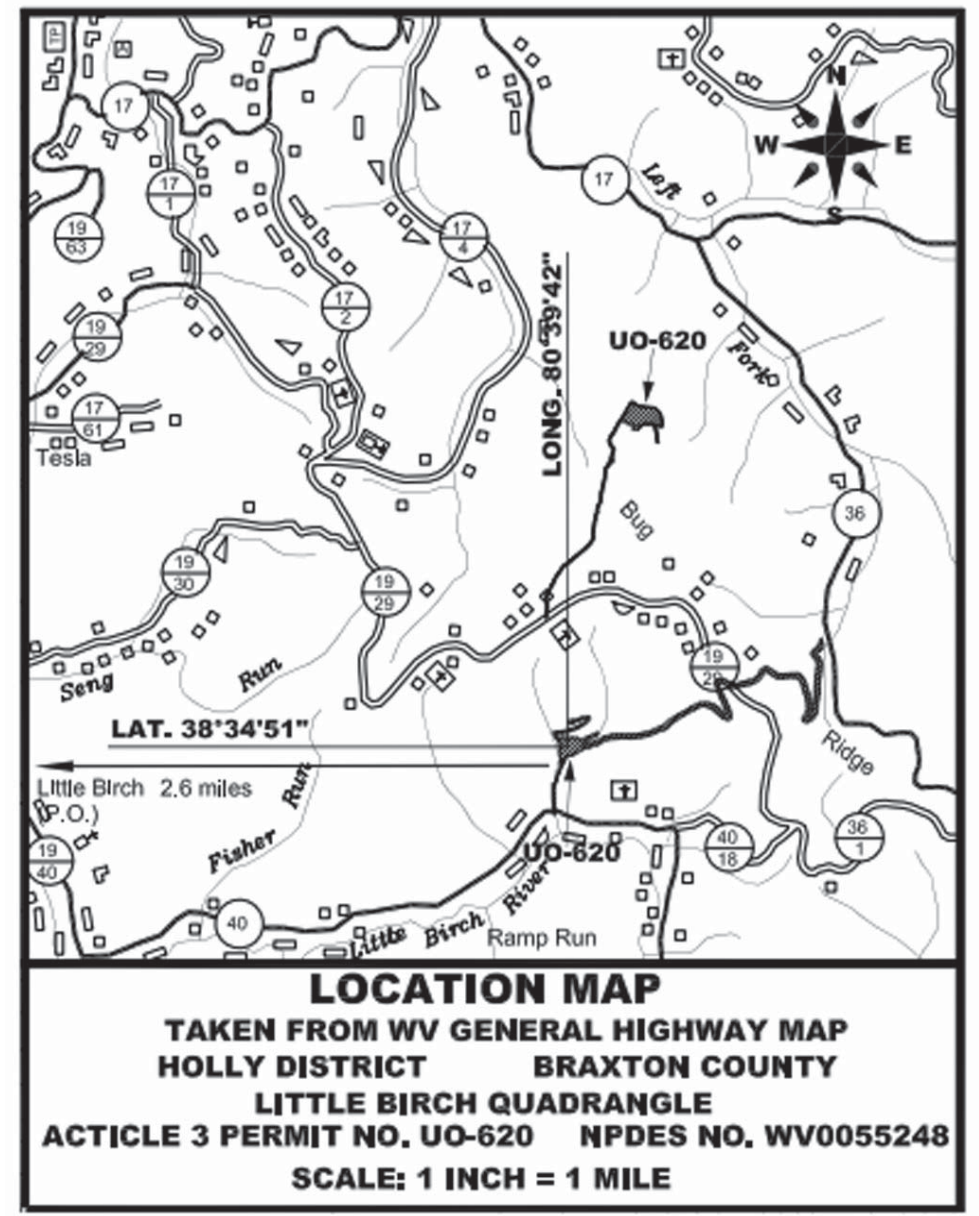 TP
N
17
W E
17
1
17
Left
S
19
63
17
4
17
2
LONG. 80°39'42"
19
29
UO-620
Fork
17
61
Tesla
36
Bug
19
30
19
29
19
29
Seng Run
LAT. 38°34'51"
Ridge
Little Birch 2.6 miles
(P.O.)
Run
Fisher
19
40
40
18
36
1
UO-620
River
40
Little Birch
Ramp Run
LOCATION MAP
TAKEN FROM WV GENERAL HIGHWAY MAP
HOLLY DISTRICT BRAXTON COUNTY
LITTLE BIRCH QUADRANGLE
ACTICLE 3 PERMIT NO. UO-620 NPDES NO. WV0055248
SCALE: 1 INCH = 1 MILE